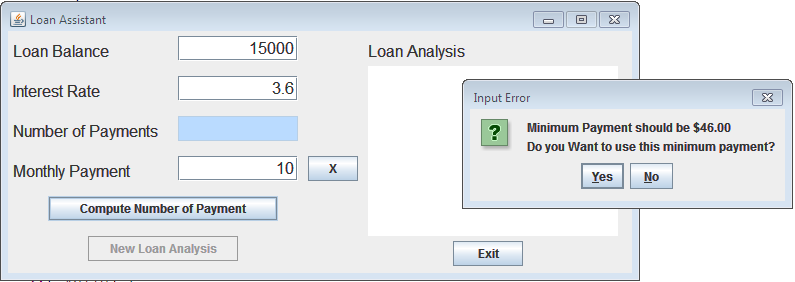 Loan Assistant
Loan Balance 15000
Loan Analysis
Interest Rate 3.6
Number of Payments
Monthly Payment 10 X
Compute Number of Payment
New Loan Analysis
Exit
Input Error
? Minimum Payment should be $46.00
Do you Want to use this minimum payment?
Yes No